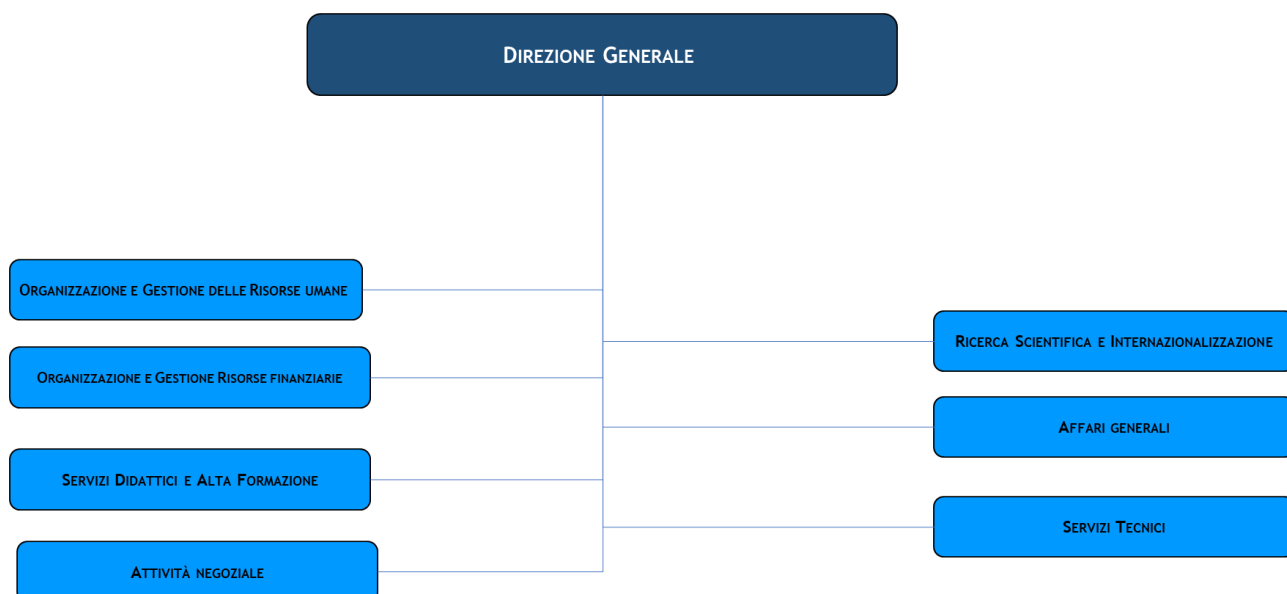 Direzione Generale
Organizzazione e Gestione delle Risorse umane
Organizzazione e Gestione Risorse finanziarie
Servizi Didattici e Alta Formazione
Attività negoziale
Ricerca Scientifica e Internazionalizzazione
Affari generali
Servizi Tecnici